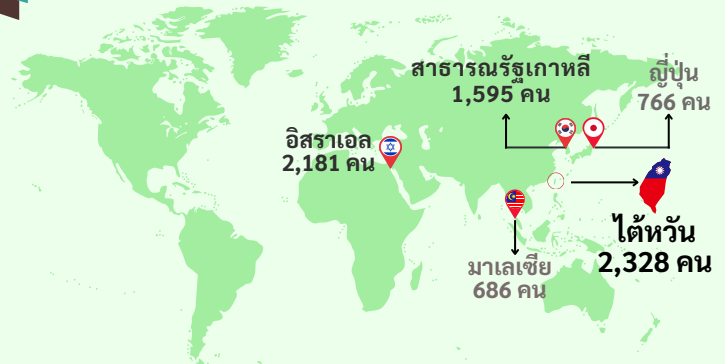 สาธารณรัฐเกาหลี
1,595 คน
ญี่ปุ่น
766 คน
อิสราเอล
2,181 คน
ไต้หวัน
2,328 คน
มาเลเซีย
686 คน